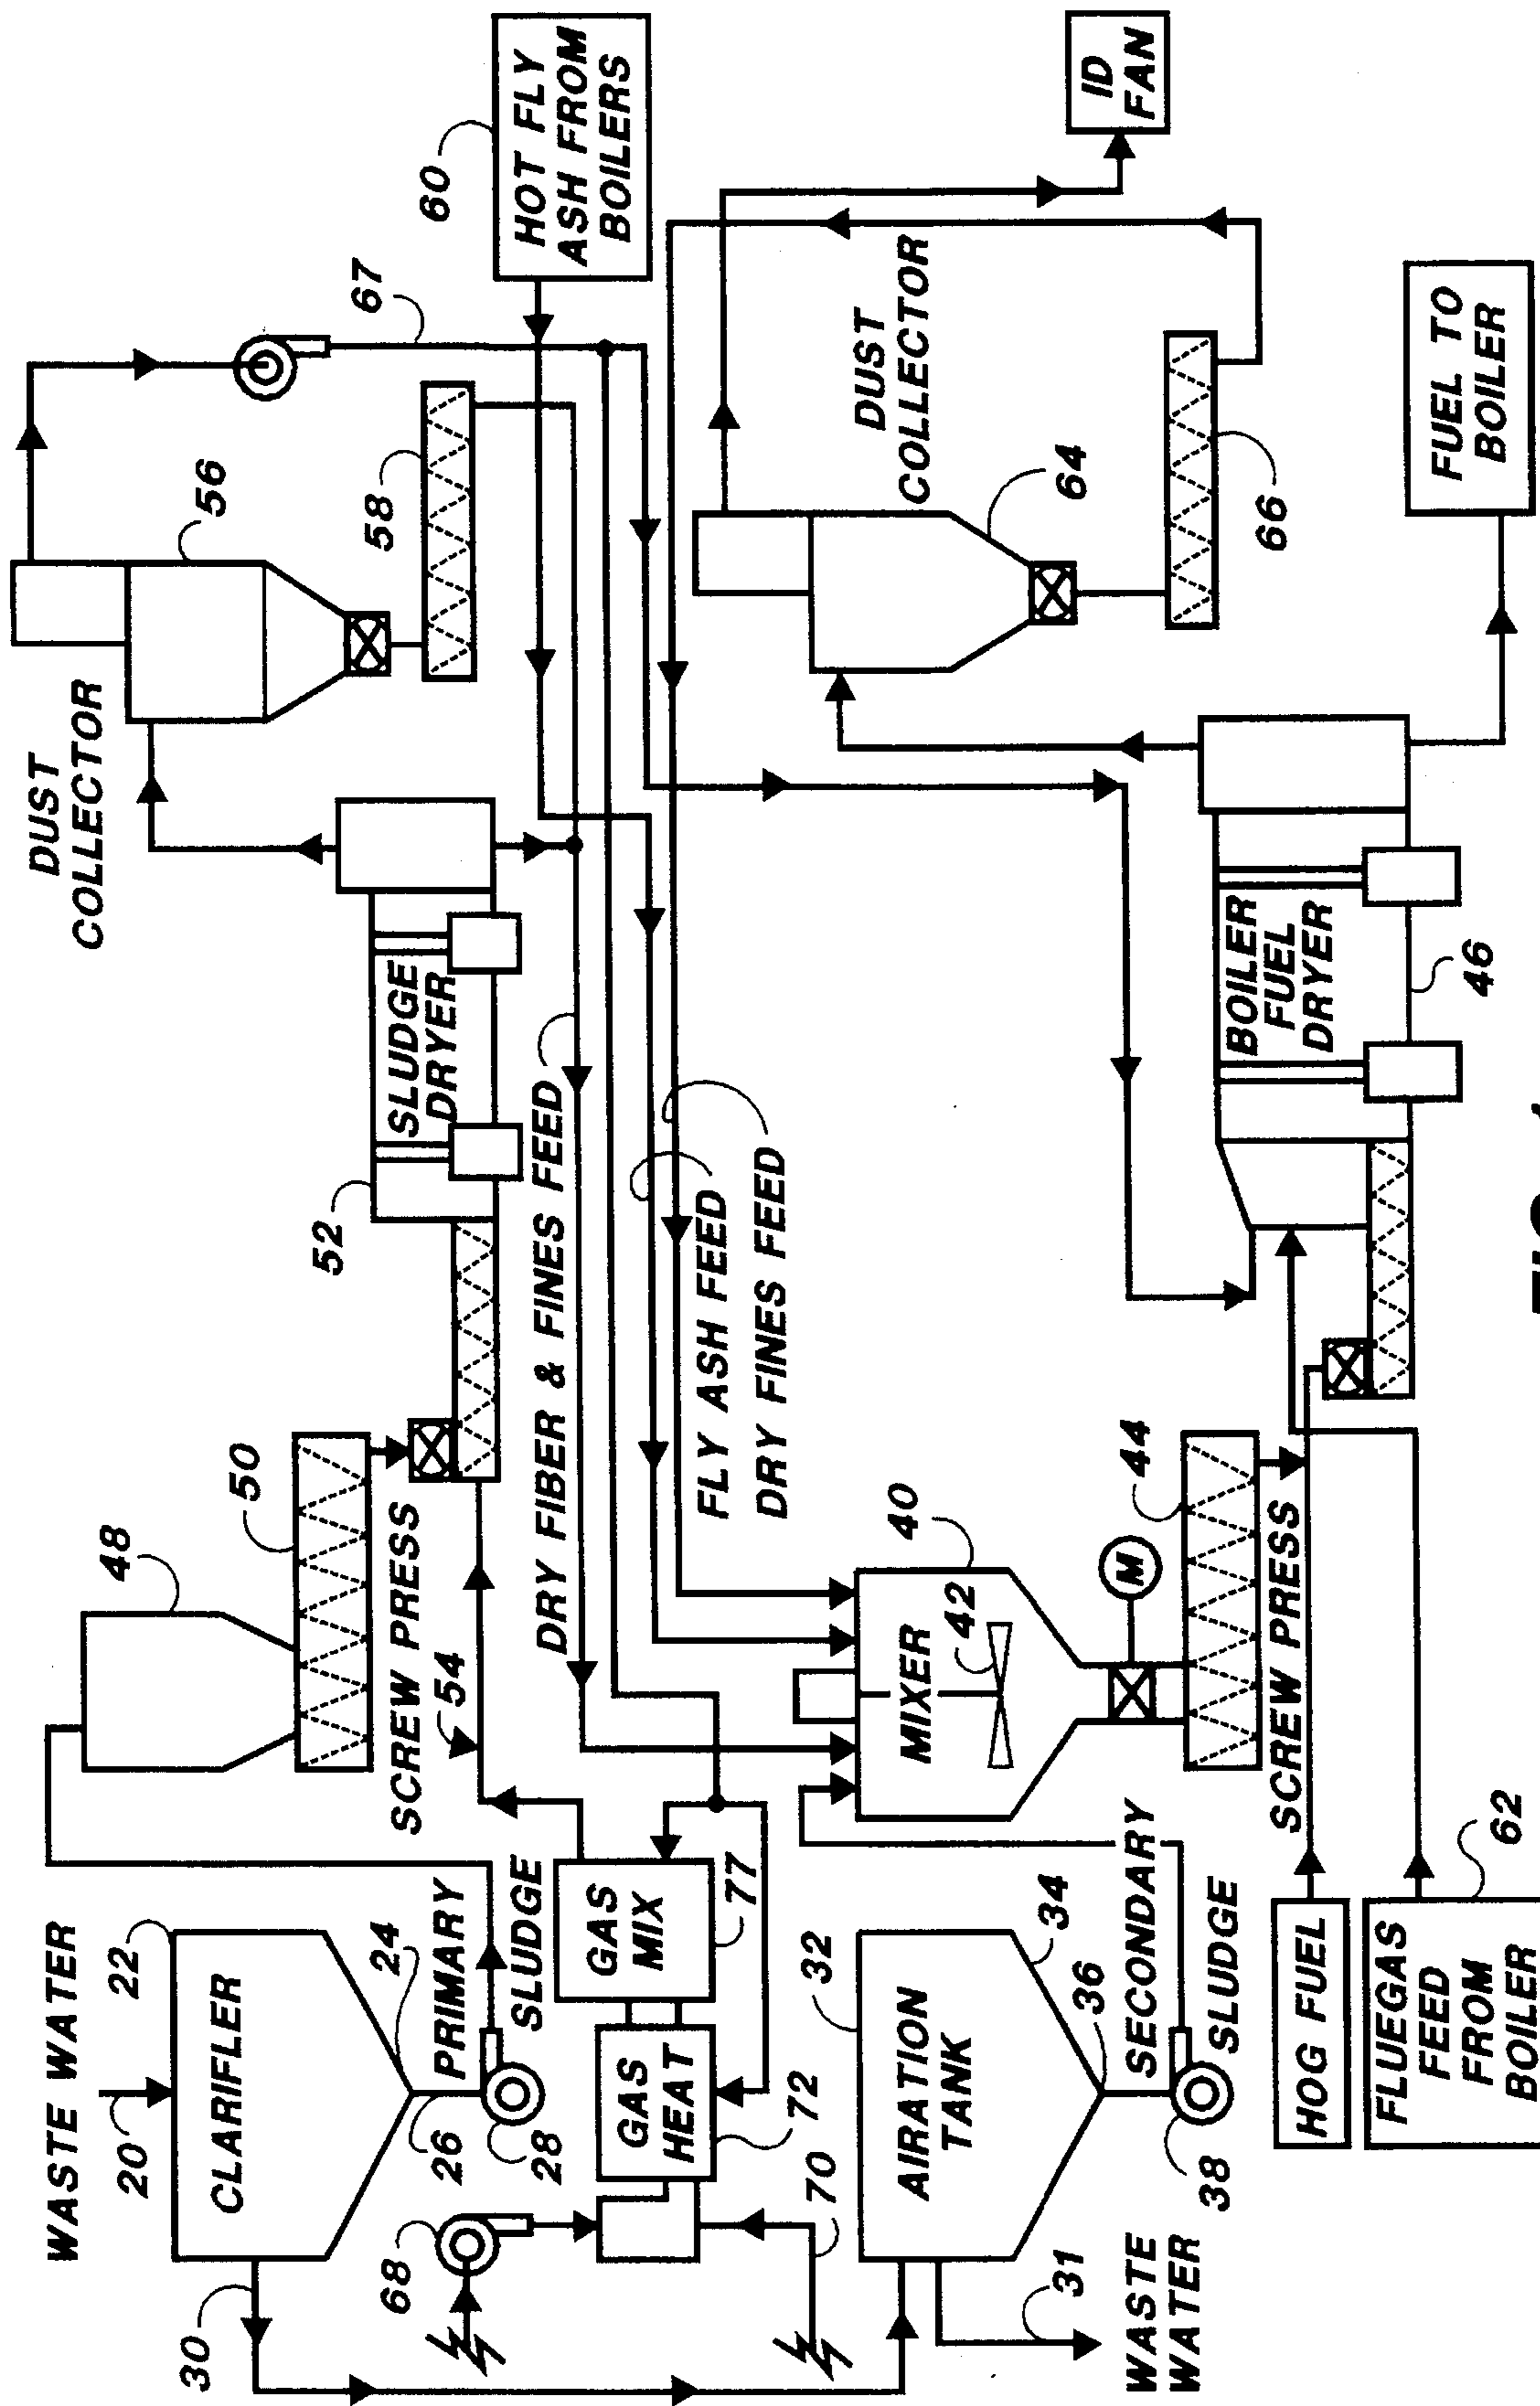 WASTE WATER
20
22
CLARIFLER
24
26
PRIMARY
SLUDGE
28
30
48
50
SCREW PRESS
54
52
SLUDGE
DRYER
DUST
COLLECTOR
56
58
67
60
HOT FLY
ASH FROM
BOILERS
DRY FIBER & FINES FEED
FLY ASH FEED
DRY FINES FEED
68
70
GAS
HEAT
72
GAS
MIX
77
31
WASTE
WATER
32
AIRATION
TANK
34
36
SECONDARY
SLUDGE
38
MIXER
40
42
M
44
SCREW PRESS
HOG FUEL
FLUEGAS
FEED
FROM
BOILER
62
BOILER
FUEL
DRYER
46
DUST
COLLECTOR
64
66
ID
FAN
FUEL TO
BOILER